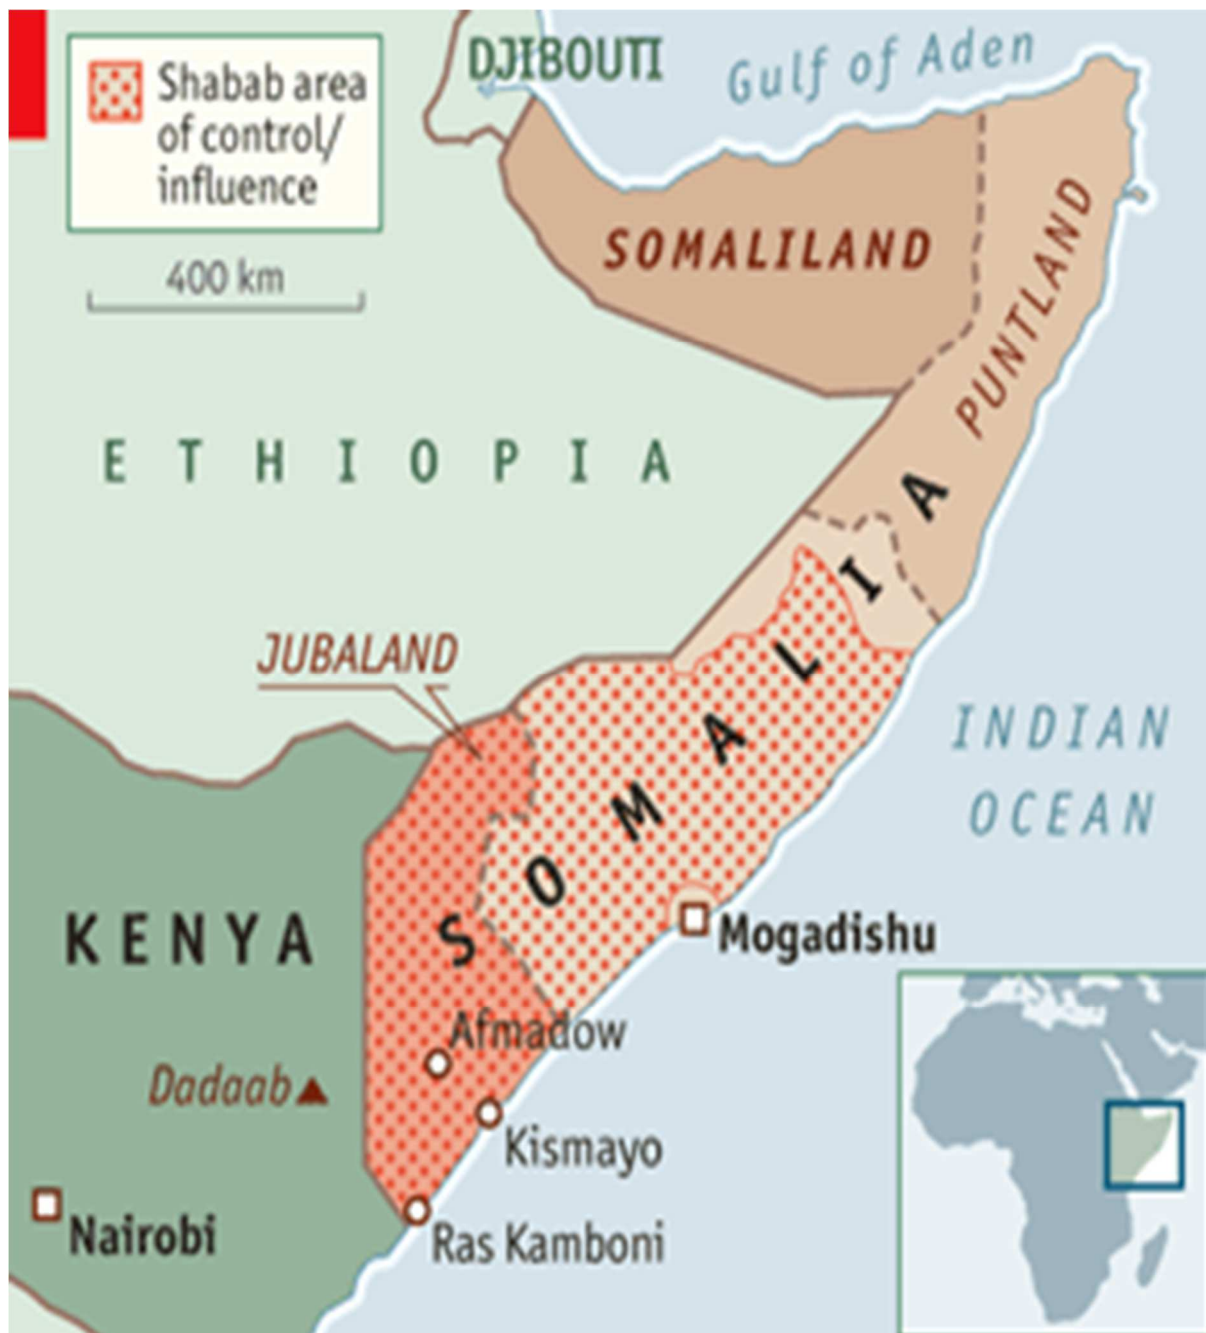 Shabab area
of control/
influence
400 km
DJIBOUTI
Gulf of Aden
SOMALILAND
PUNTLAND
ETHIOPIA
SOMALIA
JUBALAND
INDIAN
OCEAN
KENYA
Mogadishu
Afmadow
Dadaab
Kismayo
Nairobi
Ras Kamboni